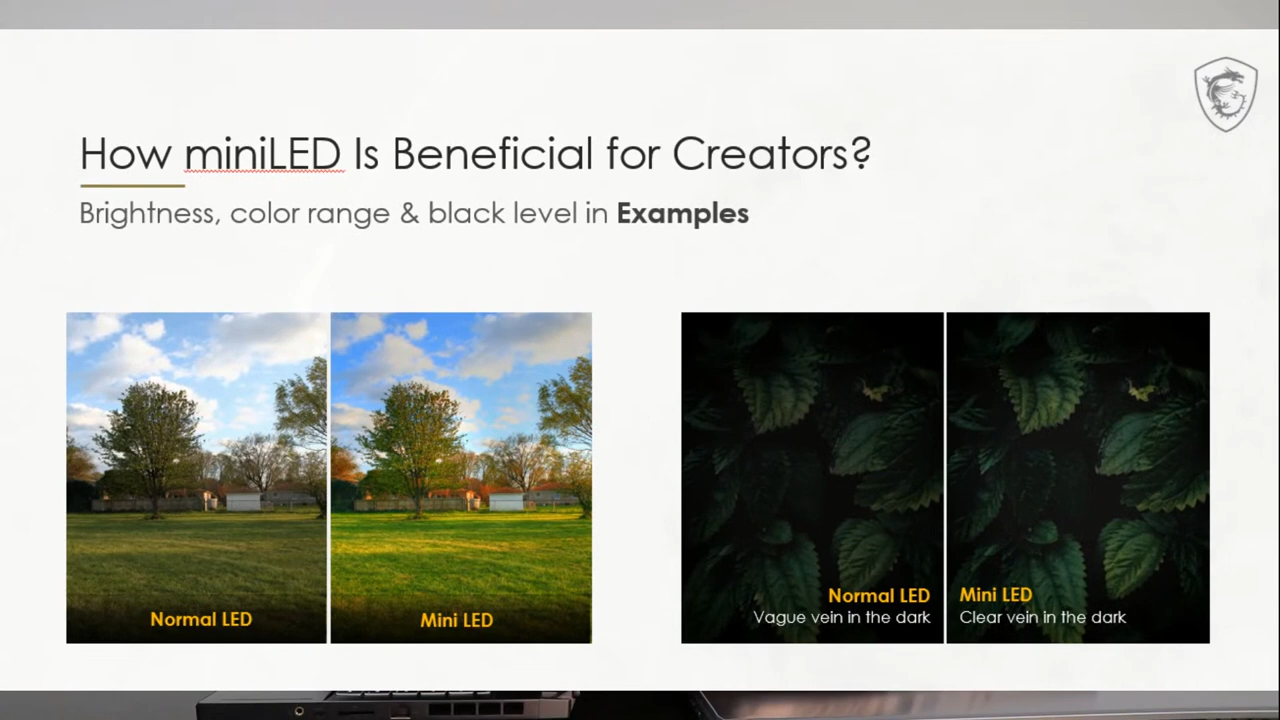 How miniLED Is Beneficial for Creators?
Brightness, color range & black level in Examples
Normal LED
Mini LED
Normal LED
Vague vein in the dark
Mini LED
Clear vein in the dark